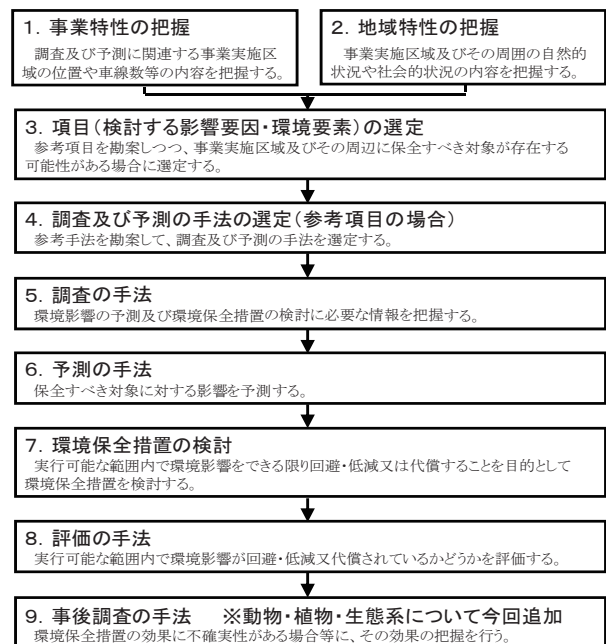 1. 事業特性の把握
調査及び予測に関連する事業実施区
域の位置や車線数等の内容を把握する。
2. 地域特性の把握
事業実施区域及びその周囲の自然的
状況や社会的状況の内容を把握する。
3. 項目(検討する影響要因・環境要素)の選定
参考項目を勘案しつつ、事業実施区域及びその周辺に保全すべき対象が存在する
可能性がある場合に選定する。
4. 調査及び予測の手法の選定(参考項目の場合)
参考手法を勘案して、調査及び予測の手法を選定する。
5. 調査の手法
環境影響の予測及び環境保全措置の検討に必要な情報を把握する。
6. 予測の手法
保全すべき対象に対する影響を予測する。
7. 環境保全措置の検討
実行可能な範囲内で環境影響をできる限り回避・低減又は代償することを目的として
環境保全措置を検討する。
8. 評価の手法
実行可能な範囲内で環境影響が回避・低減又代償されているかどうかを評価する。
9. 事後調査の手法 ※動物・植物・生態系について今回追加
環境保全措置の効果に不確実性がある場合等に、その効果の把握を行う。